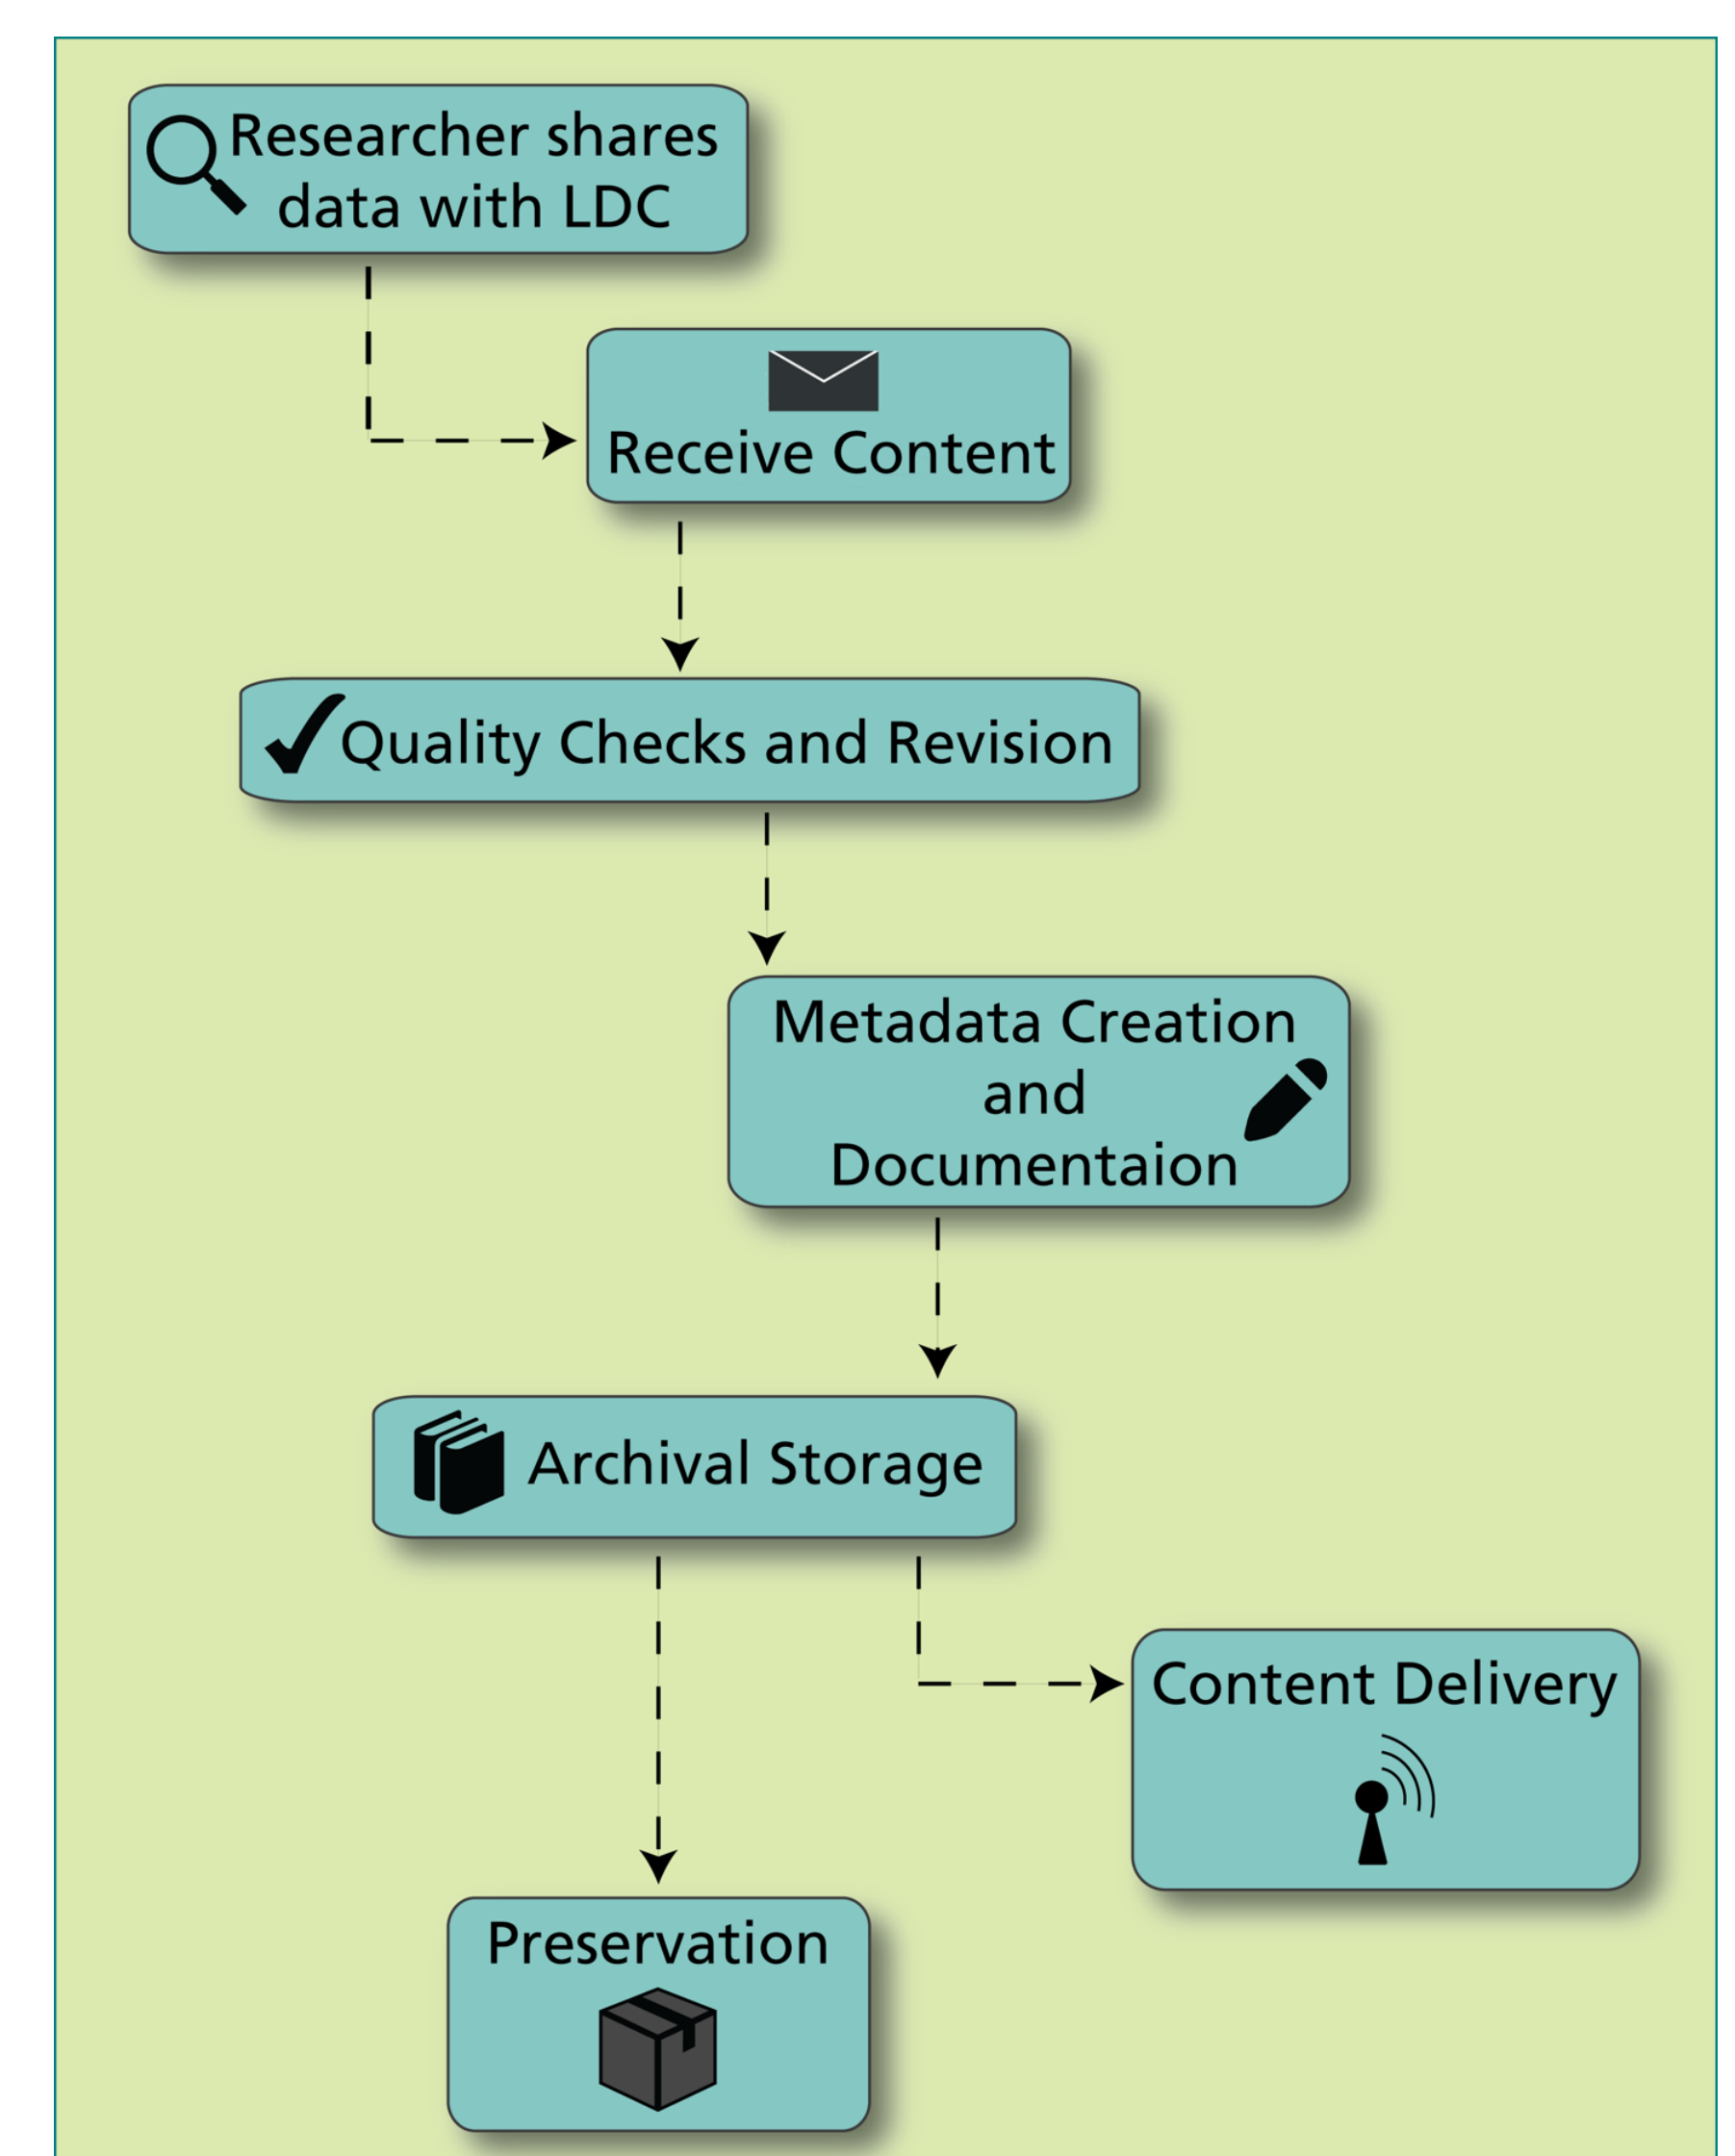 Researcher shares
data with LDC
Receive Content
Quality Checks and Revision
Metadata Creation
and
Documentaion
Archival Storage
Content Delivery
Preservation